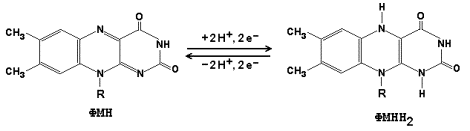 H
O
O
CH₃
N
+2H⁺, 2e⁻
CH₃
N
NH
NH
CH₃
N
N
O
−2H⁺, 2e⁻
CH₃
N
N
O
R
R
H
ФМН
ФМНН₂